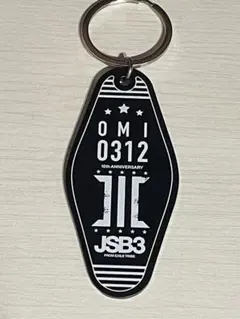 OMI
0312
10th ANNIVERSARY
JSB3
FROM EXILE TRIBE